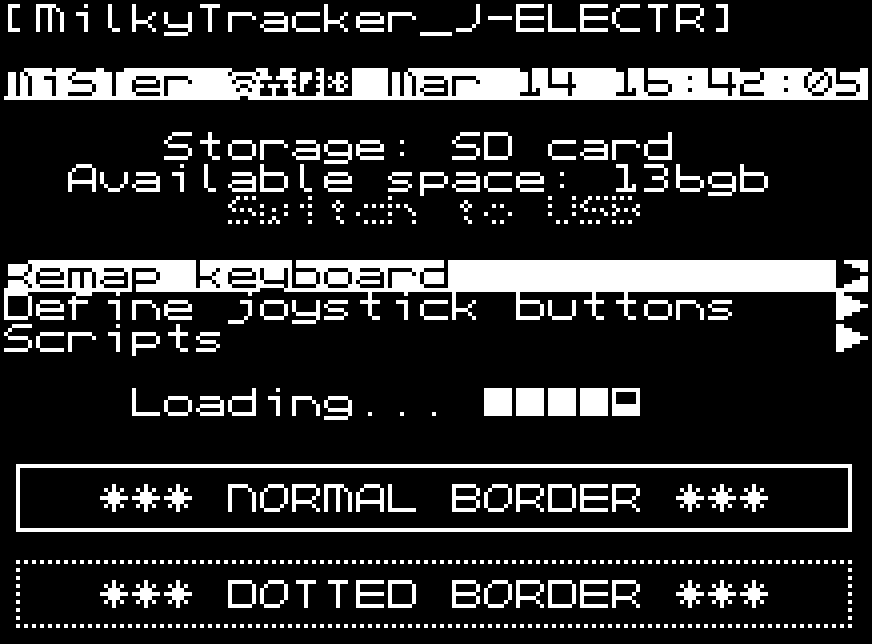 [MilkyTracker_J-ELECTR]
MiSTer Mar 14 16:42:05
Storage: SD card
Available space: 136gb
Switch to USB
Remap keyboard
Define joystick buttons
Scripts
Loading...
*** NORMAL BORDER ***
*** DOTTED BORDER ***